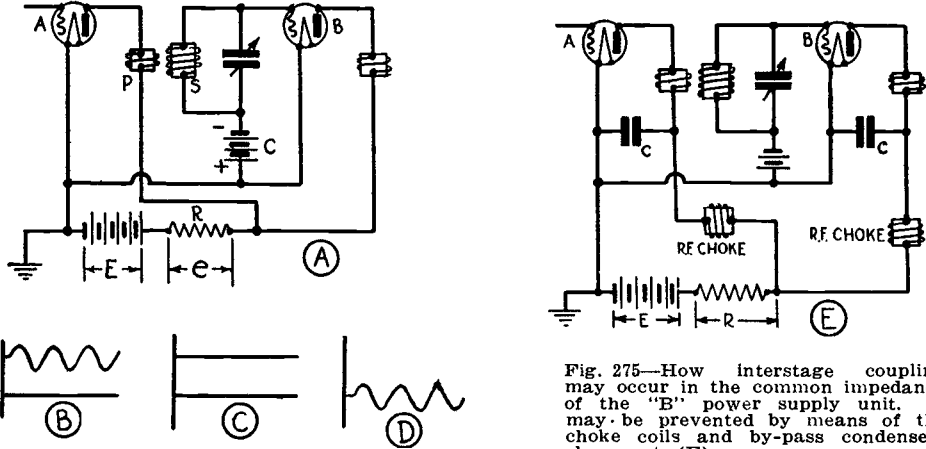 A
B
P
S
-
C
+
R
E
e
A
B
C
D
A
B
C
C
R.F. CHOKE
R.F. CHOKE
E
R
E
Fig. 275—How interstage
may occur in the common
of the "B" power supply unit.
may be prevented by means of
choke coils and by-pass
(E)